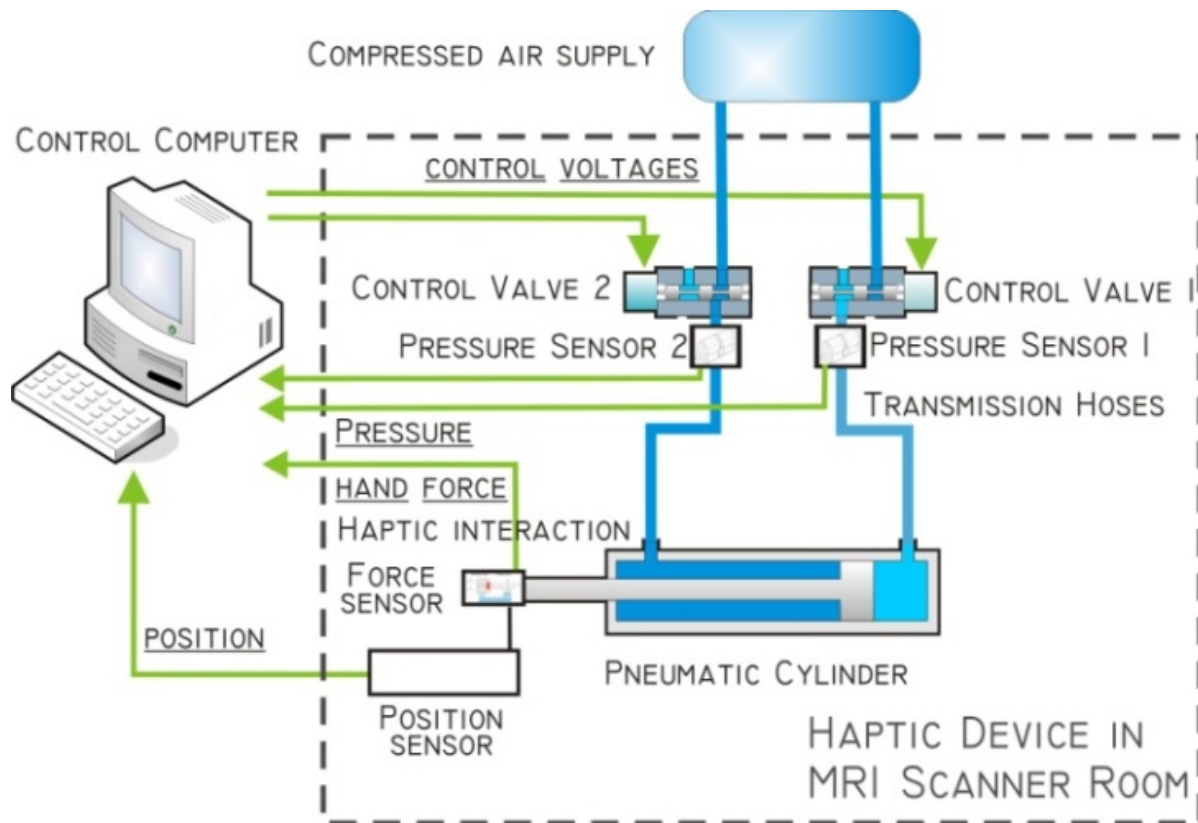 COMPRESSED AIR SUPPLY
CONTROL COMPUTER
CONTROL VOLTAGES
CONTROL VALVE 2
CONTROL VALVE 1
PRESSURE SENSOR 2
PRESSURE SENSOR 1
TRANSMISSION HOSES
PRESSURE
HAND FORCE
HAPTIC INTERACTION
FORCE
SENSOR
POSITION
PNEUMATIC CYLINDER
POSITION
SENSOR
HAPTIC DEVICE IN
MRI SCANNER ROOM